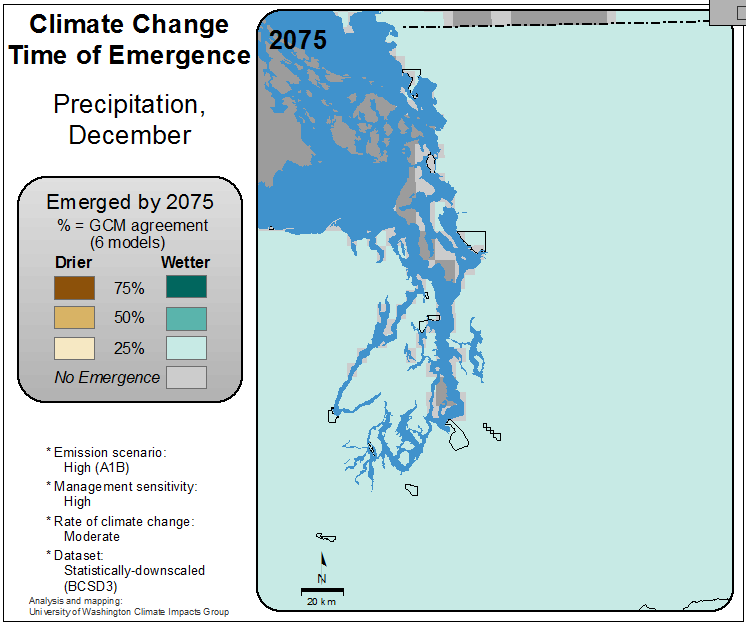 Climate Change
Time of Emergence
Precipitation,
December
Emerged by 2075
% = GCM agreement
(6 models)
Drier
Wetter
75%
50%
25%
No Emergence
* Emission scenario:
High (A1B)
* Management sensitivity:
High
* Rate of climate change:
Moderate
* Dataset:
Statistically-downscaled
(BCSD3)
Analysis and mapping:
University of Washington Climate Impacts Group
2075
N
20 km